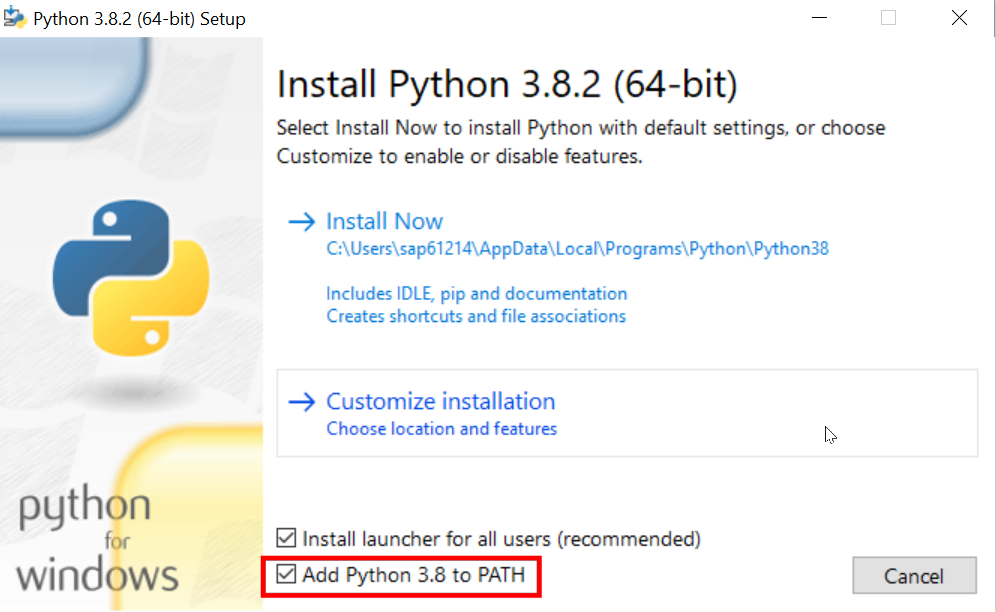 Python 3.8.2 (64-bit) Setup
Install Python 3.8.2 (64-bit)
Select Install Now to install Python with default settings, or choose
Customize to enable or disable features.
Install Now
C:\Users\sap61214\AppData\Local\Programs\Python\Python38
Includes IDLE, pip and documentation
Creates shortcuts and file associations
Customize installation
Choose location and features
python
for
windows
Install launcher for all users (recommended)
Add Python 3.8 to PATH
Cancel